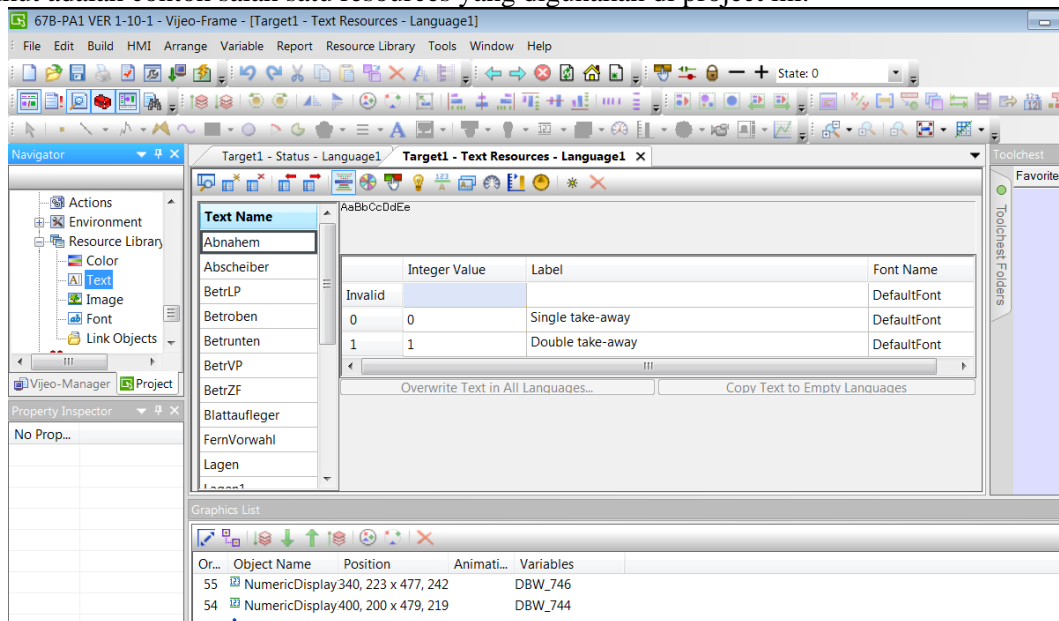 67B-PA1 VER 1-10-1 - Vijeo-Frame - [Target1 - Text Resources - Language1]
File Edit Build HMI Arrange Variable Report Resource Library Tools Window Help
State: 0
Navigator
Target1 - Status - Language1 Target1 - Text Resources - Language1
Toolchest
Favorite
Toolchest Folders
Actions
Environment
Resource Library
Color
Text
Image
Font
Link Objects
Vijeo-Manager Project
Property Inspector
No Prop...
Text Name
Abnahem
Abscheiber
BetrLP
Betroben
Betrunten
BetrVP
BetrZF
Blattaufleger
FernVorwahl
Lagen
AaBbCcDdEe
Integer Value Label Font Name
Invalid DefaultFont
0 0 Single take-away DefaultFont
1 1 Double take-away DefaultFont
Overwrite Text in All Languages... Copy Text to Empty Languages
Graphics List
Or... Object Name Position Animati... Variables
55 NumericDisplay 340, 223 x 477, 242 DBW_746
54 NumericDisplay 400, 200 x 479, 219 DBW_744